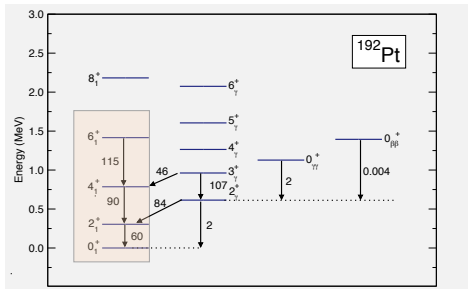 3.0
2.5
2.0
1.5
1.0
0.5
0.0
Energy (MeV)
¹⁹²Pt
8₁⁺
6₁⁺
4₁⁺
2₁⁺
0₁⁺
115
90
60
46
84
6ᵧ⁺
5ᵧ⁺
4ᵧ⁺
3ᵧ⁺
2ᵧ⁺
107
2
0ᵧᵧ⁺
2
0ᵦᵦ⁺
0.004